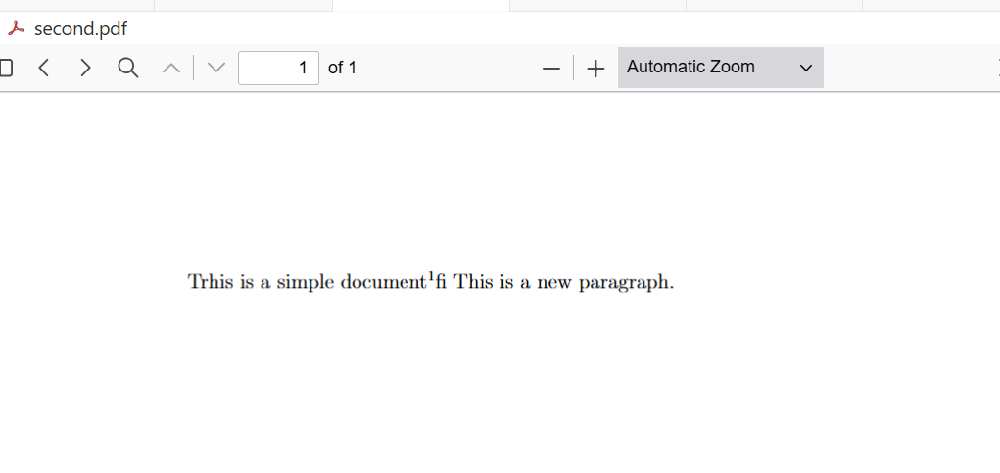 second.pdf
1 of 1
Automatic Zoom
Trhis is a simple document¹fi This is a new paragraph.